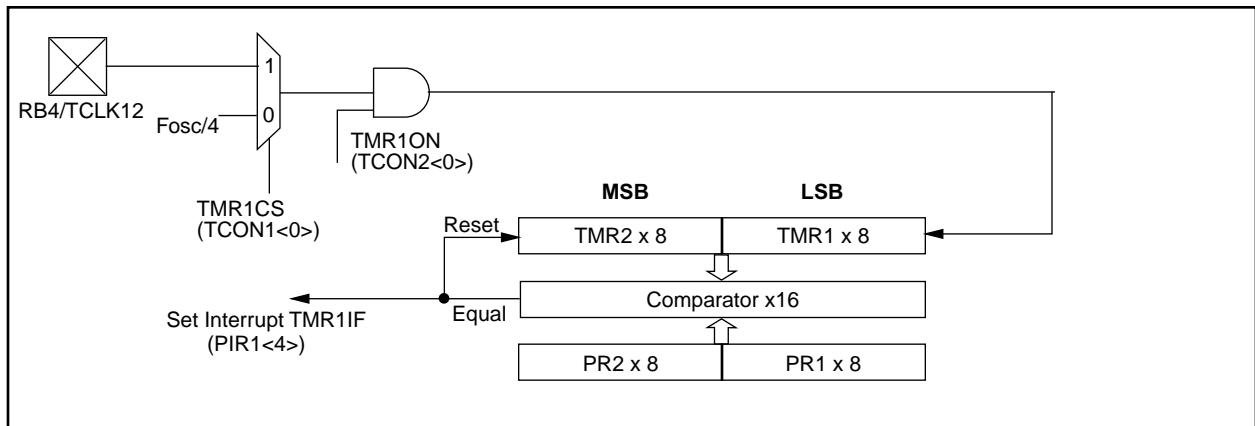 1
RB4/TCLK12
0
Fosc/4
TMR1ON
(TCON2<0>)
TMR1CS
(TCON1<0>)
MSB
LSB
Reset
TMR2 x 8
TMR1 x 8
Comparator x16
Equal
Set Interrupt TMR1IF
(PIR1<4>)
PR2 x 8
PR1 x 8